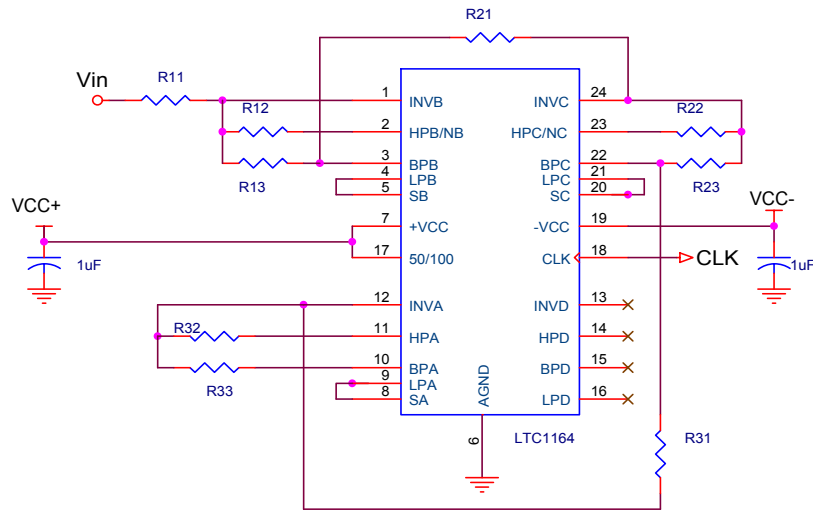 R21
Vin
R11
1
INVB
INVC
24
R12
2
HPB/NB
HPC/NC
23
R22
3
BPB
BPC
22
R13
4
LPB
LPC
21
R23
5
SB
SC
20
VCC+
7
+VCC
-VCC
19
VCC-
1uF
17
50/100
CLK
18
CLK
1uF
12
INVA
INVD
13
R32
11
HPA
HPD
14
10
BPA
BPD
15
R33
9
LPA
8
SA
AGND
LPD
16
6
LTC1164
R31